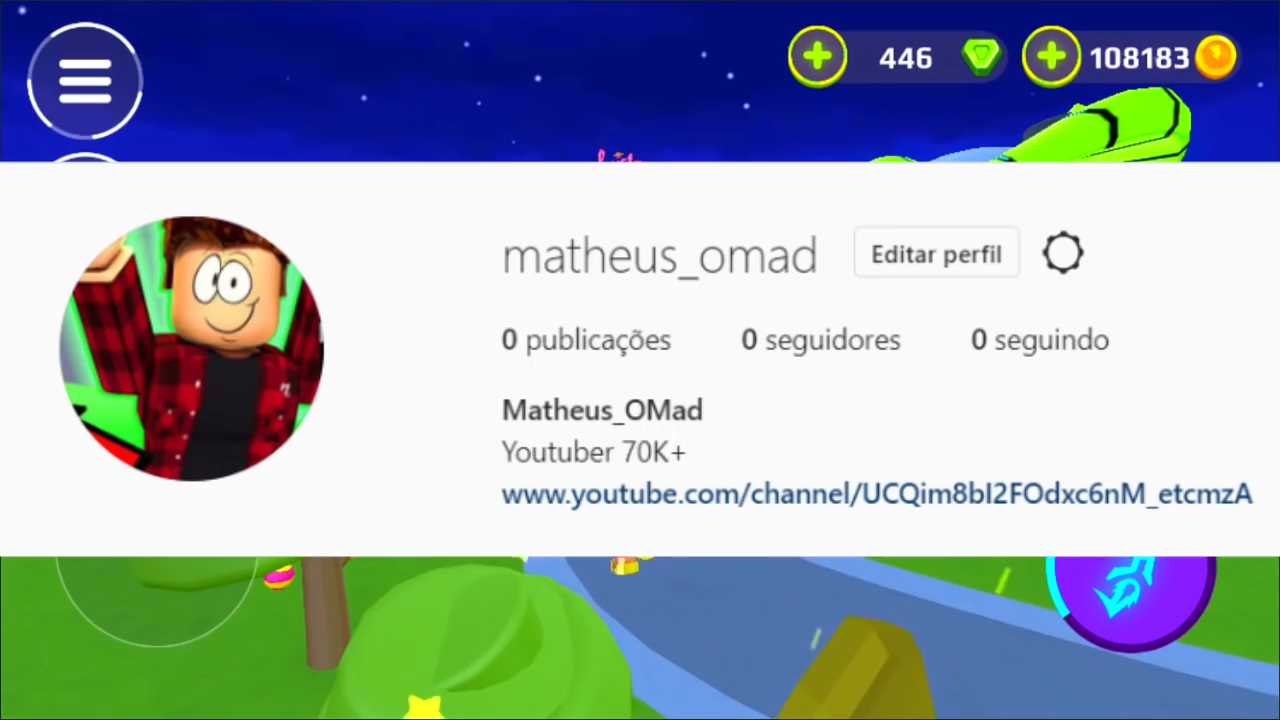 446
108183
matheus_omad Editar perfil
0 publicações 0 seguidores 0 seguindo
Matheus_OMad
Youtuber 70K+
www.youtube.com/channel/UCQim8bI2FOdxc6nM_etcmzA